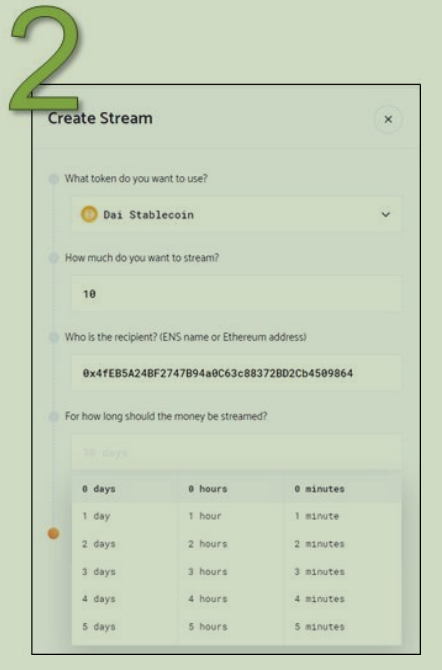 2
Create Stream
×
What token do you want to use?
Dai Stablecoin
How much do you want to stream?
10
Who is the recipient? (ENS name or Ethereum address)
0x4fEB5A24BF2747B94a0C63c88372BD2Cb4509864
For how long should the money be streamed?
30 days
0 days 0 hours 0 minutes
1 day 1 hour 1 minute
2 days 2 hours 2 minutes
3 days 3 hours 3 minutes
4 days 4 hours 4 minutes
5 days 5 hours 5 minutes